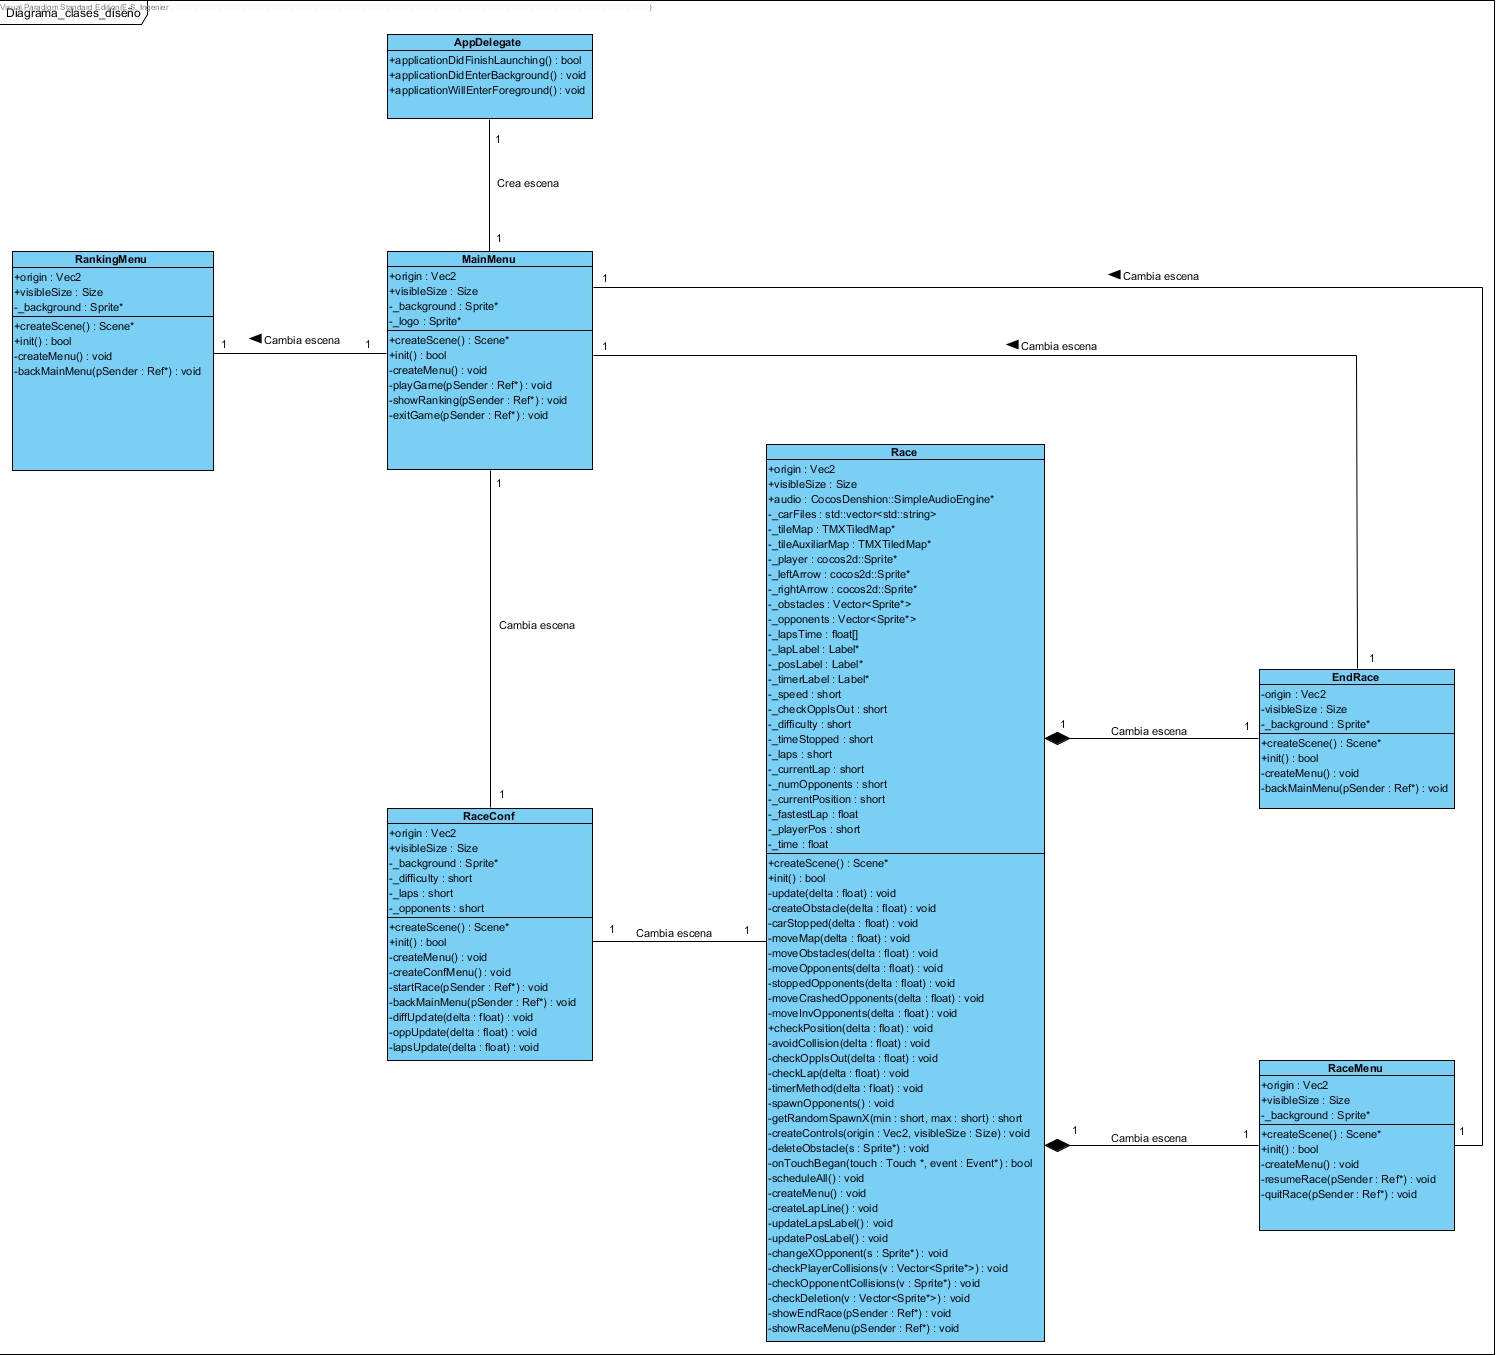 Visual Paradigm Standard Edition(E.S. Ingenier
)
Diagrama_clases_diseño
AppDelegate
+applicationDidFinishLaunching() : bool
+applicationDidEnterBackground() : void
+applicationWillEnterForeground() : void
1
Crea escena
1
RankingMenu
+origin : Vec2
+visibleSize : Size
-_background : Sprite*
+createScene() : Scene*
+init() : bool
-createMenu() : void
-backMainMenu(pSender : Ref*) : void
1
Cambia escena
1
MainMenu
+origin : Vec2
+visibleSize : Size
-_background : Sprite*
-_logo : Sprite*
+createScene() : Scene*
+init() : bool
-createMenu() : void
-playGame(pSender : Ref*) : void
-showRanking(pSender : Ref*) : void
-exitGame(pSender : Ref*) : void
1
Cambia escena
1
Cambia escena
1
Cambia escena
1
RaceConf
+origin : Vec2
+visibleSize : Size
-_background : Sprite*
-_difficulty : short
-_laps : short
-_opponents : short
+createScene() : Scene*
+init() : bool
-createMenu() : void
-createConfMenu() : void
-startRace(pSender : Ref*) : void
-backMainMenu(pSender : Ref*) : void
-diffUpdate(delta : float) : void
-oppUpdate(delta : float) : void
-lapsUpdate(delta : float) : void
1
Cambia escena
1
Race
+origin : Vec2
+visibleSize : Size
+audio : CocosDenshion::SimpleAudioEngine*
-_carFiles : std::vector<std::string>
-_tileMap : TMXTiledMap*
-_tileAuxiliarMap : TMXTiledMap*
-_player : cocos2d::Sprite*
-_leftArrow : cocos2d::Sprite*
-_rightArrow : cocos2d::Sprite*
-_obstacles : Vector<Sprite*>
-_opponents : Vector<Sprite*>
-_lapsTime : float[]
-_lapLabel : Label*
-_posLabel : Label*
-_timerLabel : Label*
-_speed : short
-_checkOppIsOut : short
-_difficulty : short
-_timeStopped : short
-_laps : short
-_currentLap : short
-_numOpponents : short
-_currentPosition : short
-_fastestLap : float
-_playerPos : short
-_time : float
+createScene() : Scene*
+init() : bool
-update(delta : float) : void
-createObstacle(delta : float) : void
-carStopped(delta : float) : void
-moveMap(delta : float) : void
-moveObstacles(delta : float) : void
-moveOpponents(delta : float) : void
-stoppedOpponents(delta : float) : void
-moveCrashedOpponents(delta : float) : void
-moveInvOpponents(delta : float) : void
+checkPosition(delta : float) : void
-avoidCollision(delta : float) : void
-checkOppIsOut(delta : float) : void
-checkLap(delta : float) : void
-timerMethod(delta : float) : void
-spawnOpponents() : void
-getRandomSpawnX(min : short, max : short) : short
-createControls(origin : Vec2, visibleSize : Size) : void
-deleteObstacle(s : Sprite*) : void
-onTouchBegan(touch : Touch *, event : Event*) : bool
-scheduleAll() : void
-createMenu() : void
-createLapLine() : void
-updateLapsLabel() : void
-updatePosLabel() : void
-changeXOpponent(s : Sprite*) : void
-checkPlayerCollisions(v : Vector<Sprite*>) : void
-checkOpponentCollisions(v : Sprite*) : void
-checkDeletion(v : Vector<Sprite*>) : void
-showEndRace(pSender : Ref*) : void
-showRaceMenu(pSender : Ref*) : void
1
Cambia escena
1
1
EndRace
-origin : Vec2
-visibleSize : Size
-_background : Sprite*
+createScene() : Scene*
+init() : bool
-createMenu() : void
-backMainMenu(pSender : Ref*) : void
1
Cambia escena
1
RaceMenu
+origin : Vec2
+visibleSize : Size
-_background : Sprite*
+createScene() : Scene*
+init() : bool
-createMenu() : void
-resumeRace(pSender : Ref*) : void
-quitRace(pSender : Ref*) : void
1